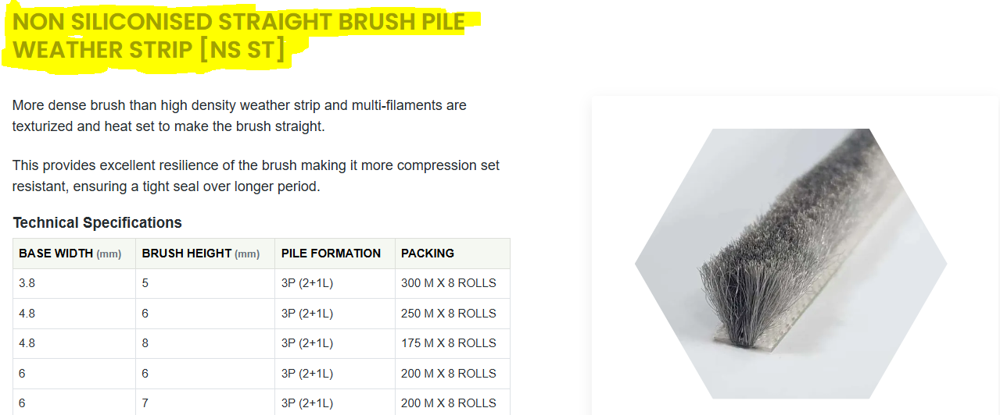 NON SILICONISED STRAIGHT BRUSH PILE
WEATHER STRIP [NS ST]
More dense brush than high density weather strip and multi-filaments are
texturized and heat set to make the brush straight.
This provides excellent resilience of the brush making it more compression set
resistant, ensuring a tight seal over longer period.
Technical Specifications
BASE WIDTH (mm) BRUSH HEIGHT (mm) PILE FORMATION PACKING
3.8 5 3P (2+1L) 300 M X 8 ROLLS
4.8 6 3P (2+1L) 250 M X 8 ROLLS
4.8 8 3P (2+1L) 175 M X 8 ROLLS
6 6 3P (2+1L) 200 M X 8 ROLLS
6 7 3P (2+1L) 200 M X 8 ROLLS